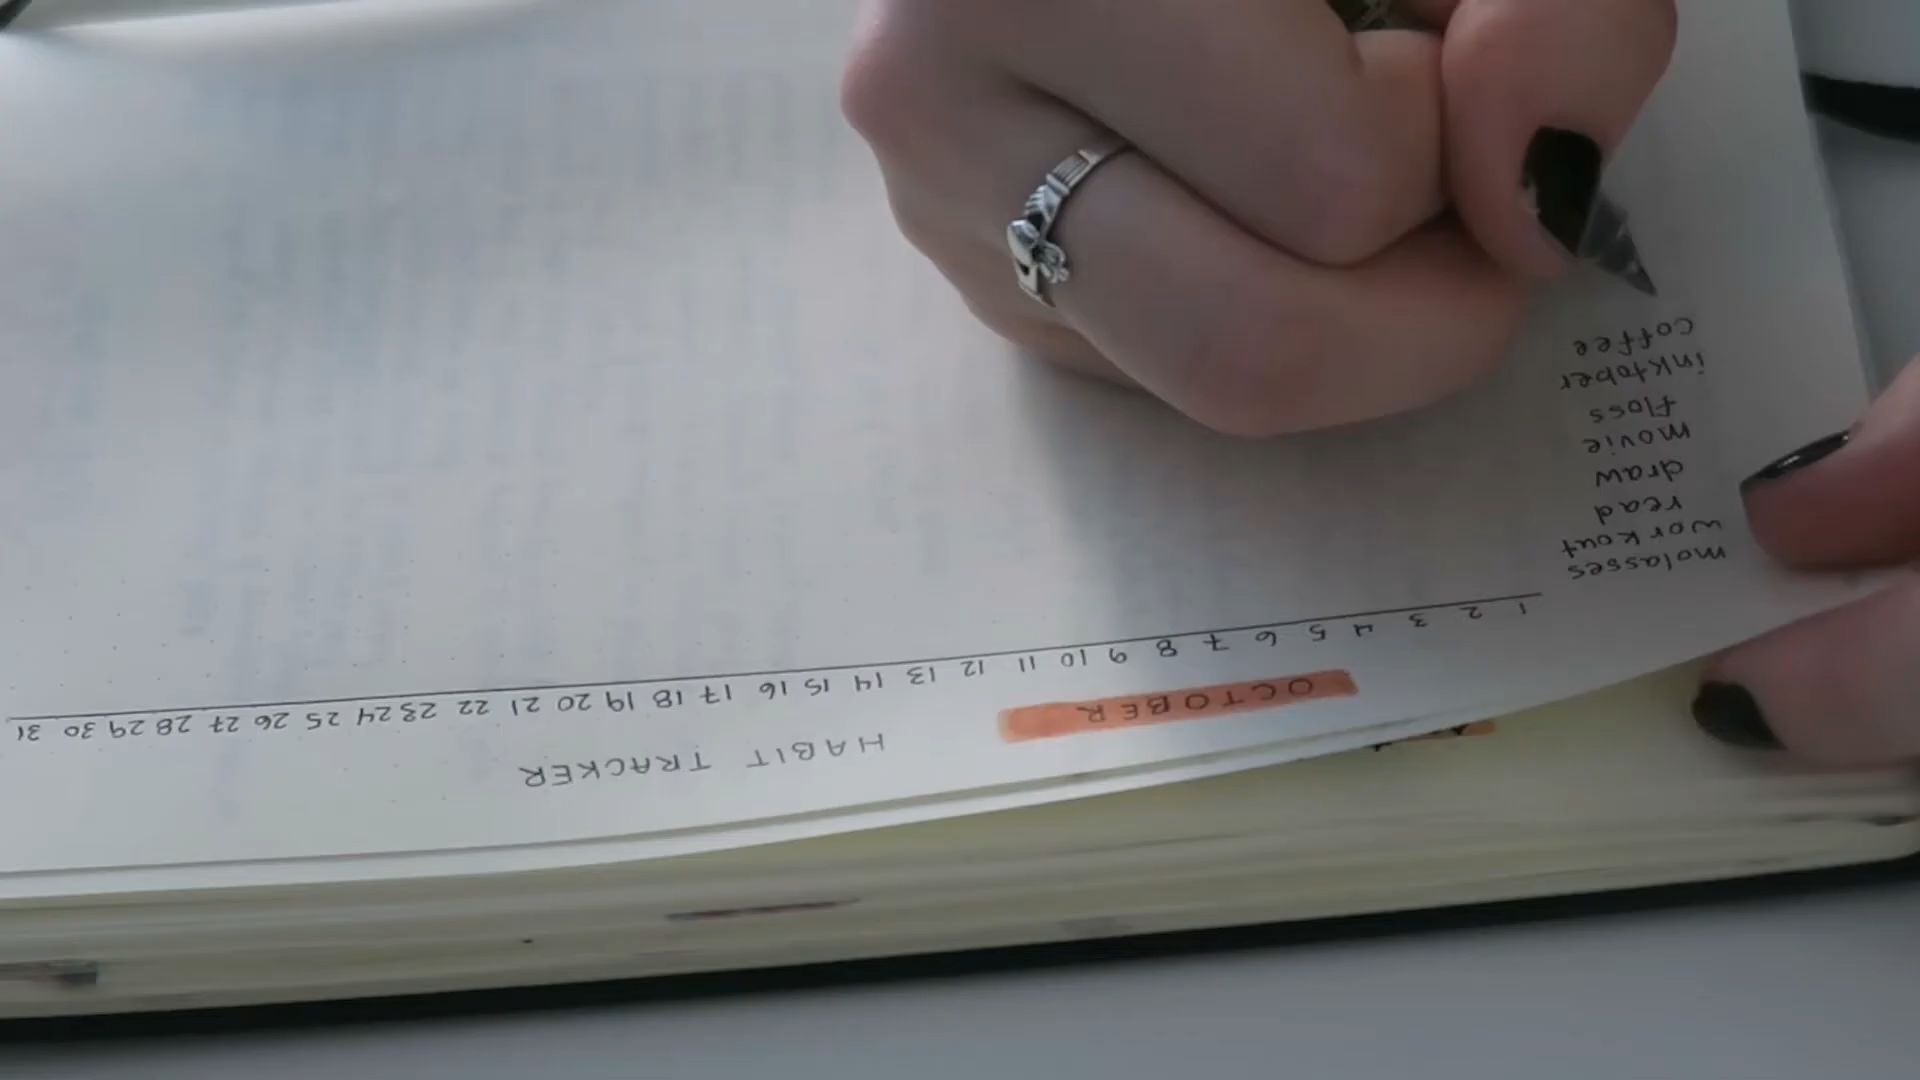 OCTOBER HABIT TRACKER
1 2 3 4 5 6 7 8 9 10 11 12 13 14 15 16 17 18 19 20 21 22 23 24 25 26 27 28 29 30 31
molasses
workout
read
draw
movie
floss
inktober
coffee